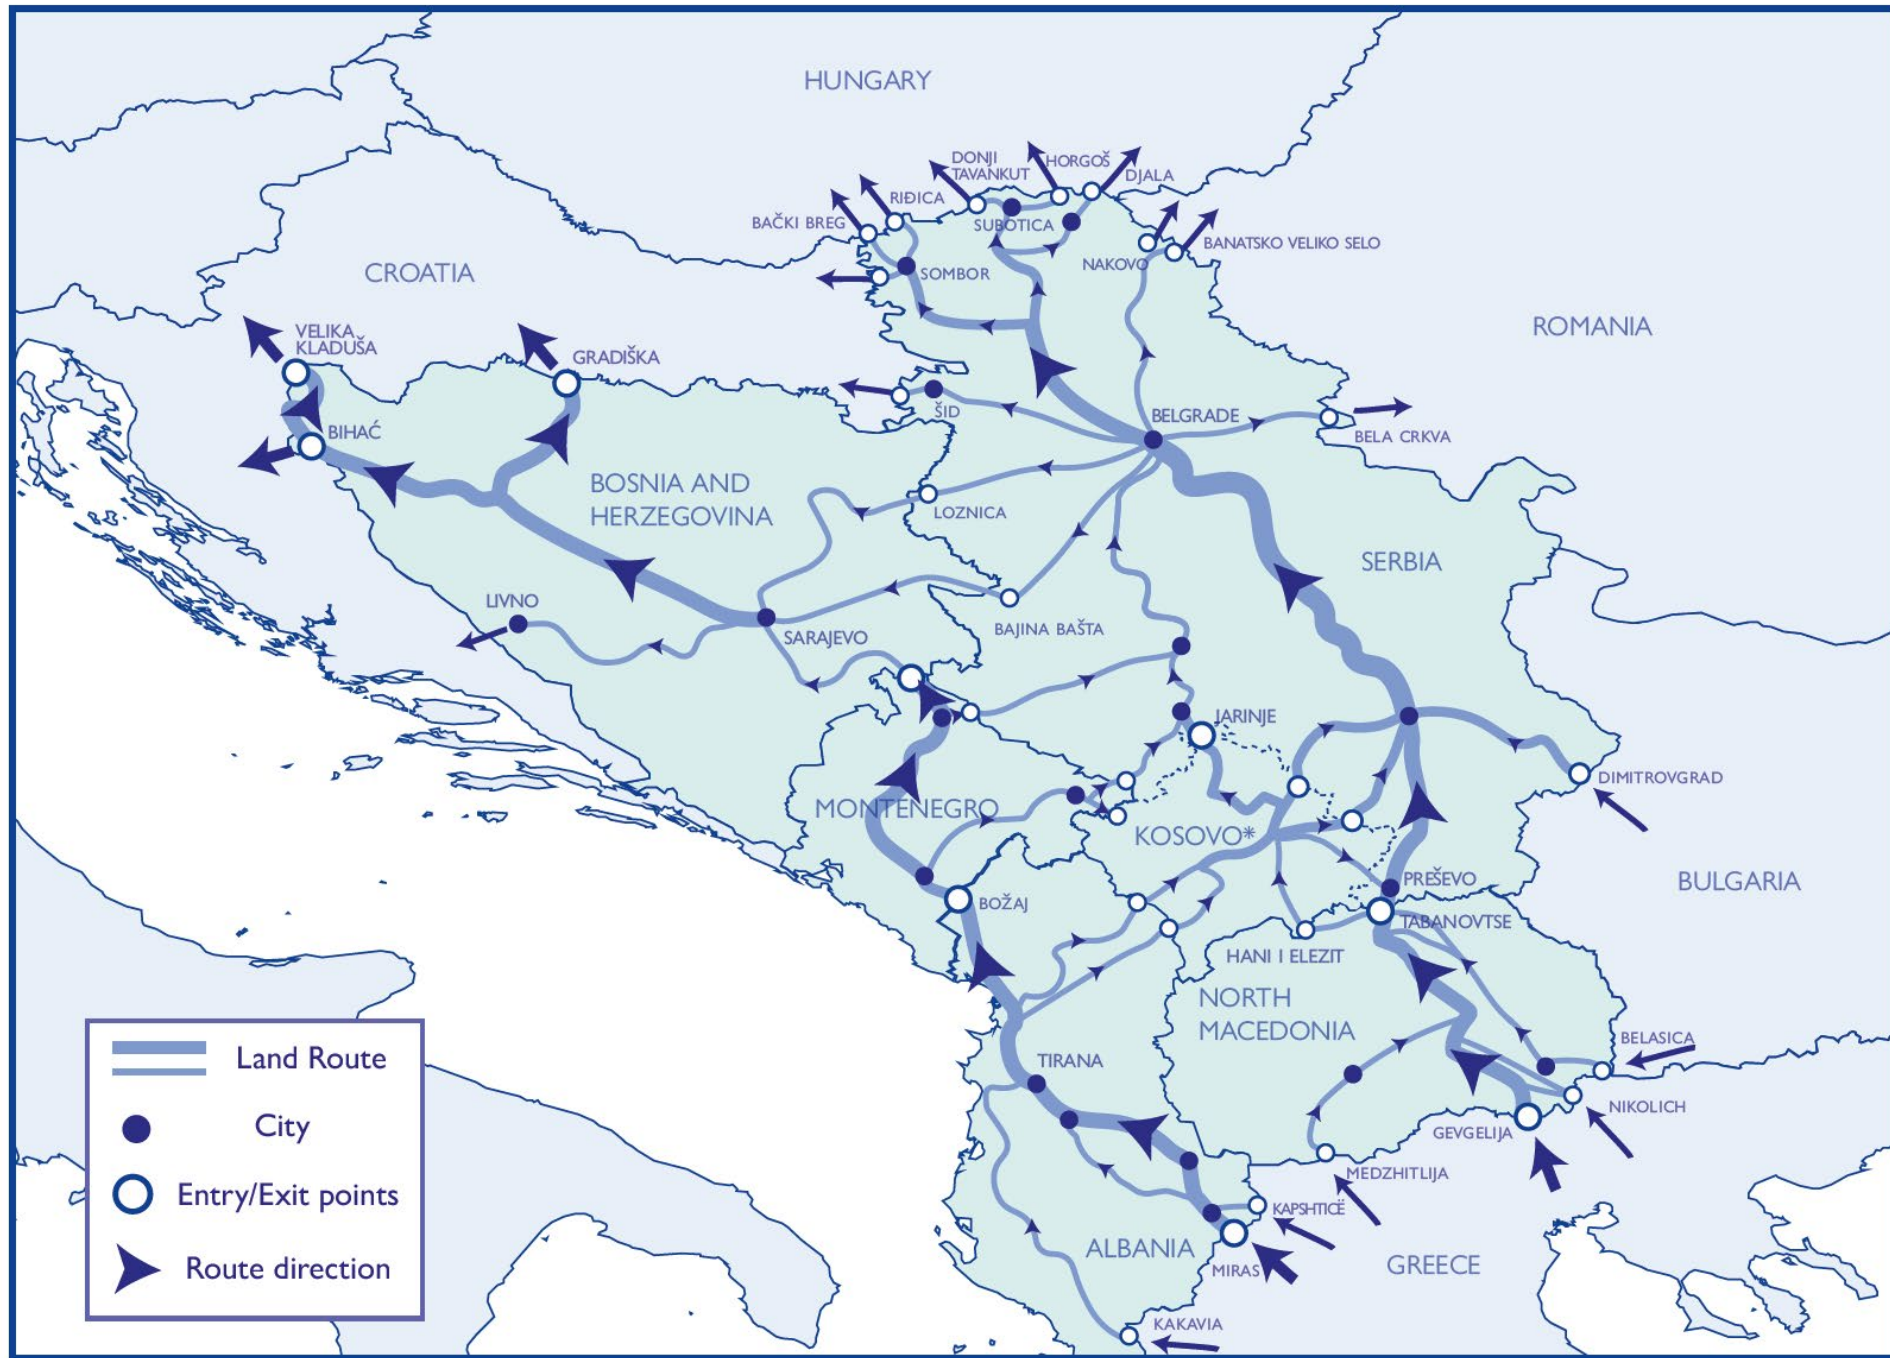 HUNGARY
DONJI
TAVANKUT
HORGOŠ
DJALA
RIĐICA
BAČKI BREG
SUBOTICA
NAKOVO
BANATSKO VELIKO SELO
CROATIA
SOMBOR
ROMANIA
VELIKA
KLADUŠA
GRADIŠKA
ŠID
BELGRADE
BELA CRKVA
BIHAĆ
BOSNIA AND
HERZEGOVINA
LOZNICA
SERBIA
LIVNO
SARAJEVO
BAJINA BAŠTA
JARINJE
DIMITROVGRAD
MONTENEGRO
KOSOVO*
PREŠEVO
BULGARIA
BOŽAJ
TABANOVTSE
HANI I ELEZIT
NORTH
MACEDONIA
BELASICA
TIRANA
NIKOLICH
GEVGELIJA
MEDZHITLIJA
KAPSHTICË
ALBANIA
MIRAS
GREECE
KAKAVIA
Land Route
City
Entry/Exit points
Route direction